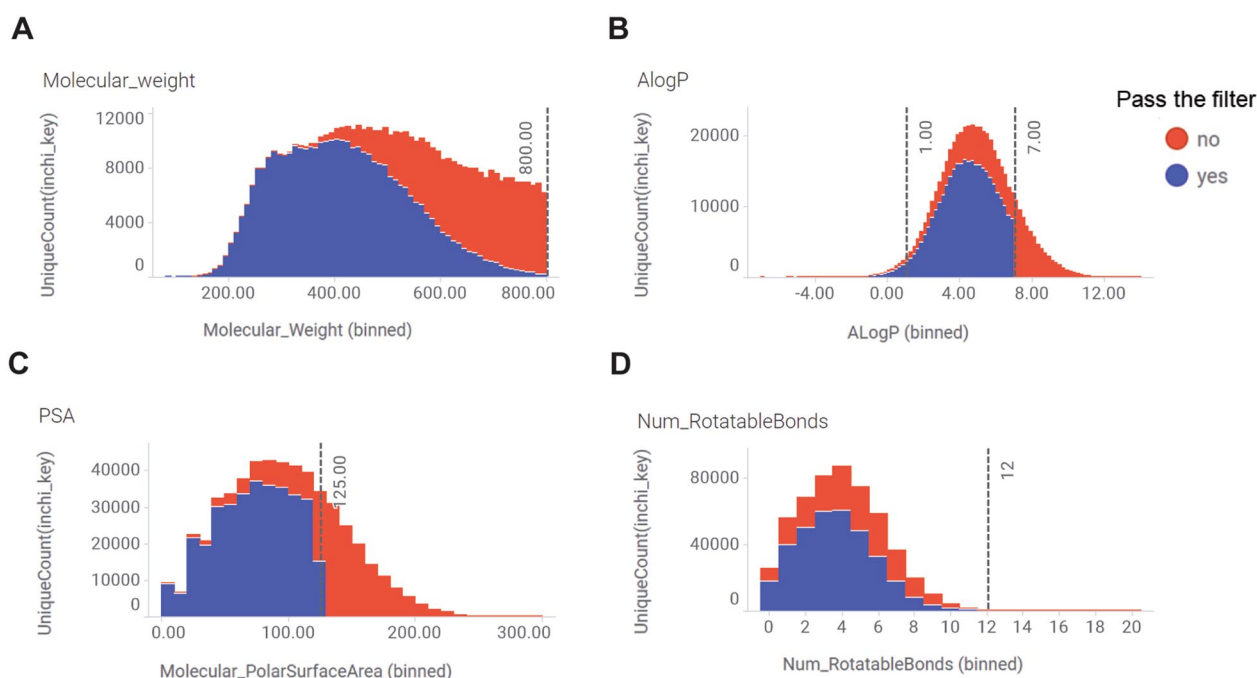 A
Molecular_weight
UniqueCount(inchi_key)
12000
8000
4000
0
800.00
200.00 400.00 600.00 800.00
Molecular_Weight (binned)
B
AlogP
UniqueCount(inchi_key)
20000
10000
0
1.00
7.00
-4.00 0.00 4.00 8.00 12.00
ALogP (binned)
Pass the filter
no
yes
C
PSA
UniqueCount(inchi_key)
40000
30000
20000
10000
0
125.00
0.00 100.00 200.00 300.00
Molecular_PolarSurfaceArea (binned)
D
Num_RotatableBonds
UniqueCount(inchi_key)
80000
40000
0
12
0 2 4 6 8 10 12 14 16 18 20
Num_RotatableBonds (binned)